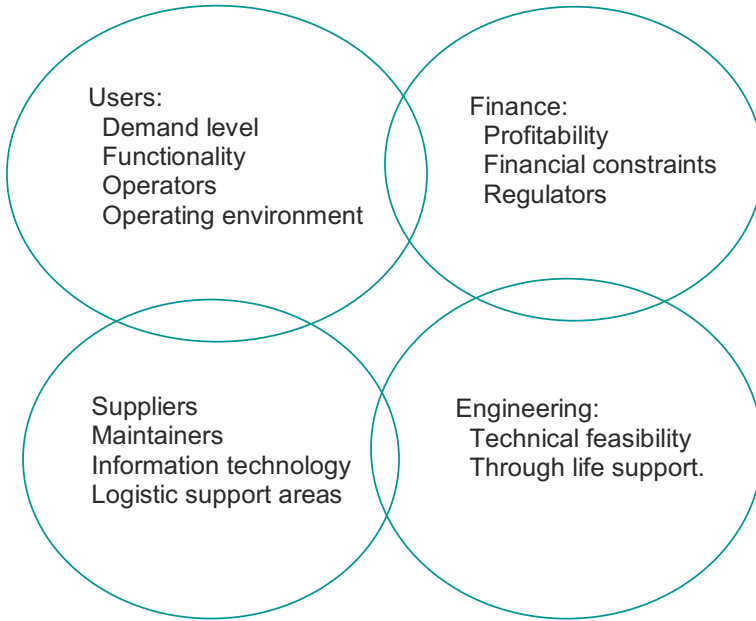 Users:
Demand level
Functionality
Operators
Operating environment
Finance:
Profitability
Financial constraints
Regulators
Suppliers
Maintainers
Information technology
Logistic support areas
Engineering:
Technical feasibility
Through life support.